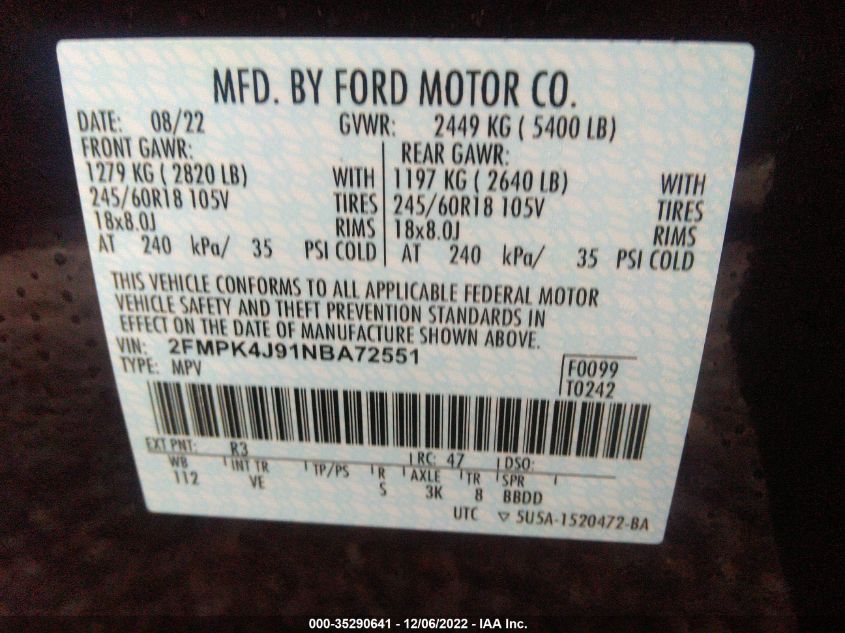 MFD. BY FORD MOTOR CO.
DATE: 08/22 GVWR: 2449 KG ( 5400 LB)
FRONT GAWR: REAR GAWR:
1279 KG ( 2820 LB) WITH 1197 KG ( 2640 LB) WITH
245/60R18 105V TIRES 245/60R18 105V TIRES
18x8.0J RIMS 18x8.0J RIMS
AT 240 kPa/ 35 PSI COLD AT 240 kPa/ 35 PSI COLD
THIS VEHICLE CONFORMS TO ALL APPLICABLE FEDERAL MOTOR
VEHICLE SAFETY AND THEFT PREVENTION STANDARDS IN
EFFECT ON THE DATE OF MANUFACTURE SHOWN ABOVE.
VIN: 2FMPK4J91NBA72551
TYPE: MPV
F0099
T0242
EXT PNT: R3 RC: 47 DSO:
WB INT TR TP/PS R AXLE TR SPR
112 VE S 3K 8 BBDD
UTC ▽ 5U5A-1520472-BA
000-35290641 - 12/06/2022 - IAA Inc.